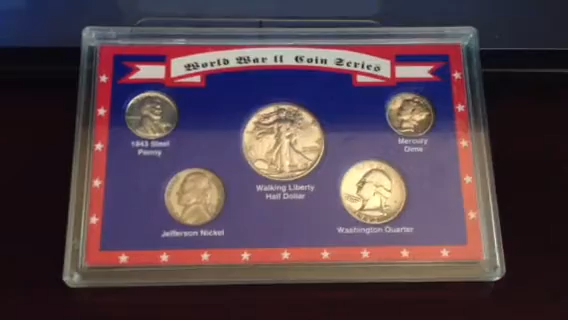 World War II Coin Series
1943 Steel
Penny
Mercury
Dime
Walking Liberty
Half Dollar
Jefferson Nickel
Washington Quarter